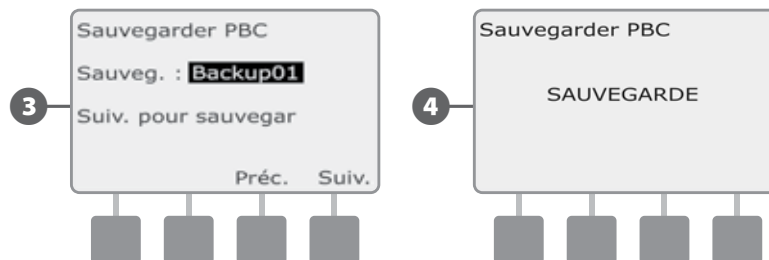 3
Sauvegarder PBC
Sauveg. : Backup01
Suiv. pour sauvegar
Préc. Suiv.
4
Sauvegarder PBC
SAUVEGARDE